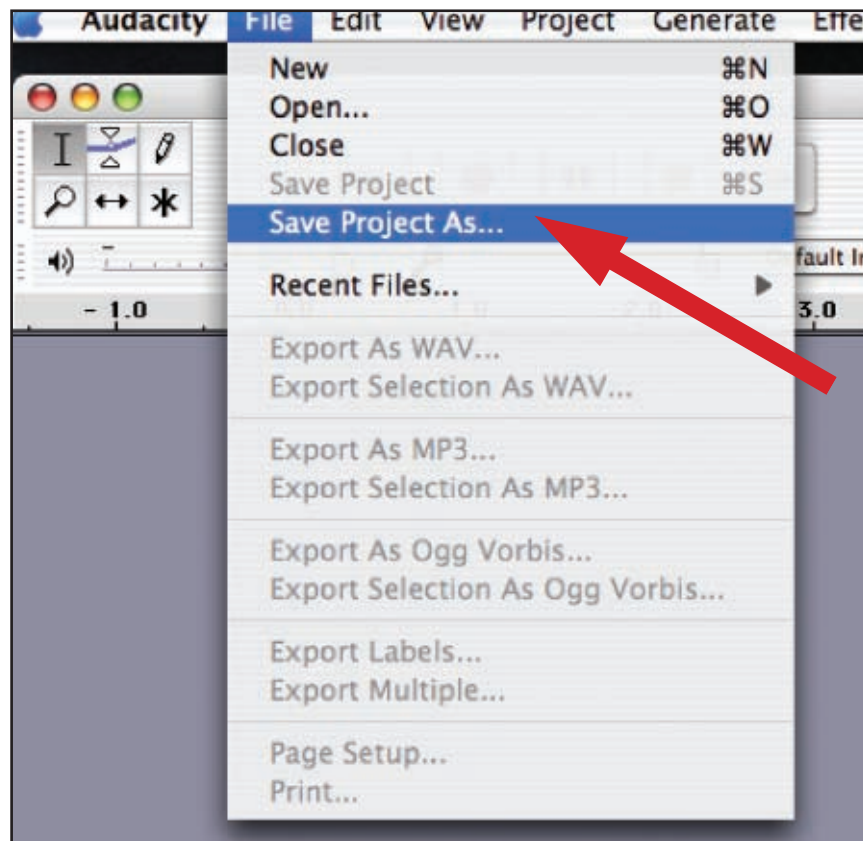 Audacity File Edit View Project Generate Effe
New ⌘N
Open... ⌘O
Close ⌘W
Save Project ⌘S
Save Project As...
fault I
Recent Files...
- 1.0 3.0
Export As WAV...
Export Selection As WAV...
Export As MP3...
Export Selection As MP3...
Export As Ogg Vorbis...
Export Selection As Ogg Vorbis...
Export Labels...
Export Multiple...
Page Setup...
Print...